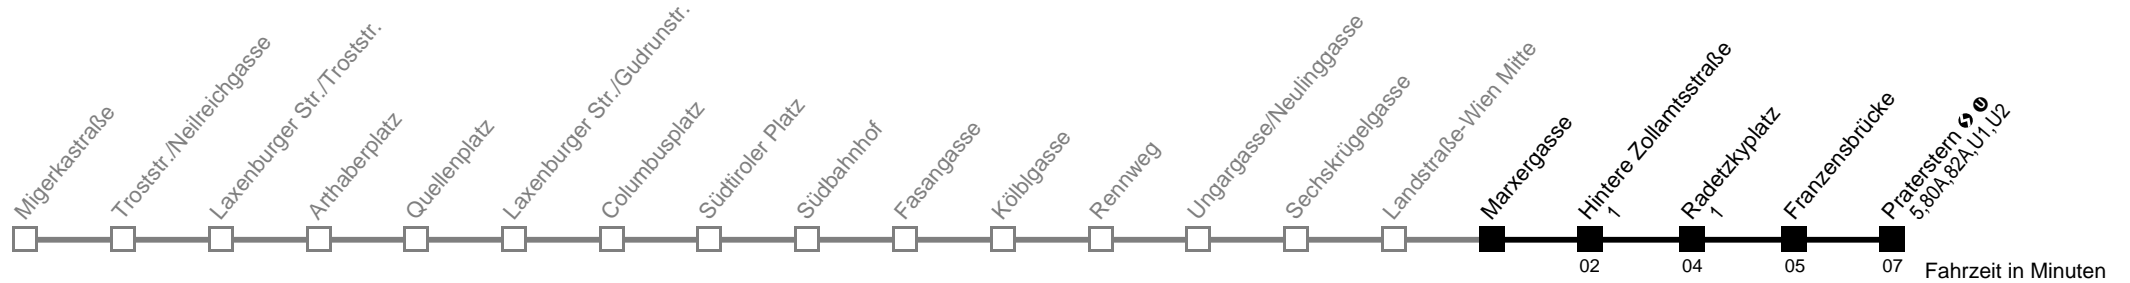 Migerkastraße
Troststr./Neilreichgasse
Laxenburger Str./Troststr.
Arthaberplatz
Quellenplatz
Laxenburger Str./Gudrunstr.
Columbusplatz
Südtiroler Platz
Südbahnhof
Fasangasse
Kölblgasse
Rennweg
Ungargasse/Neulinggasse
Sechskrügelgasse
Landstraße-Wien Mitte
Marxergasse
Hintere Zollamtsstraße
1
Radetzkyplatz
1
Franzensbrücke
Praterstern S U
5,80A,82A,U1,U2
02
04
05
07
Fahrzeit in Minuten